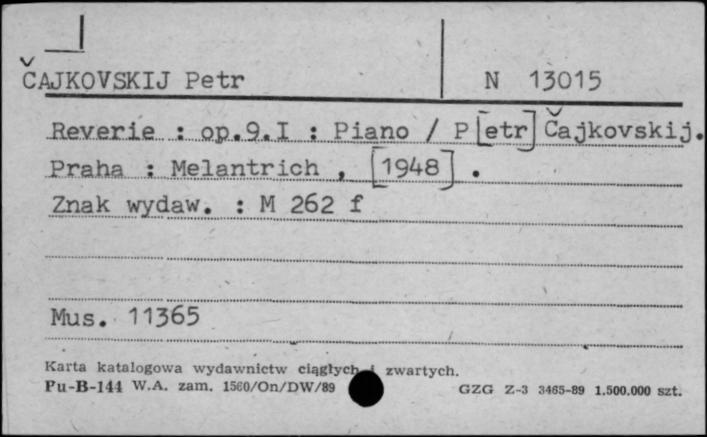 ČAJKOVSKIJ Petr
N 13015
Reverie : op.9.I : Piano / P[etr] Čajkovskij.
Praha : Melantrich , [1948] .
Znak wydaw. : M 262 f
Mus. 11365
Karta katalogowa wydawnictw ciągłych i zwartych.
Pu-B-144 W.A. zam. 1560/On/DW/89
GZG Z-3 3465-89 1.500.000 szt.